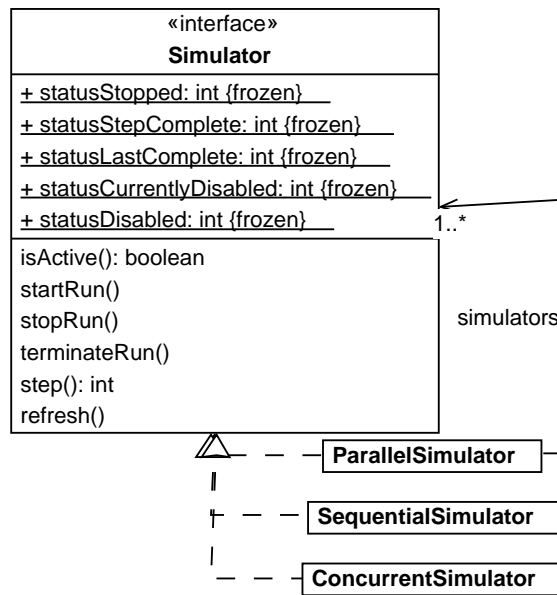 «interface»
Simulator
+ statusStopped: int {frozen}
+ statusStepComplete: int {frozen}
+ statusLastComplete: int {frozen}
+ statusCurrentlyDisabled: int {frozen}
+ statusDisabled: int {frozen}
1..*
isActive(): boolean
startRun()
stopRun()
simulators
terminateRun()
step(): int
refresh()
ParallelSimulator
SequentialSimulator
ConcurrentSimulator